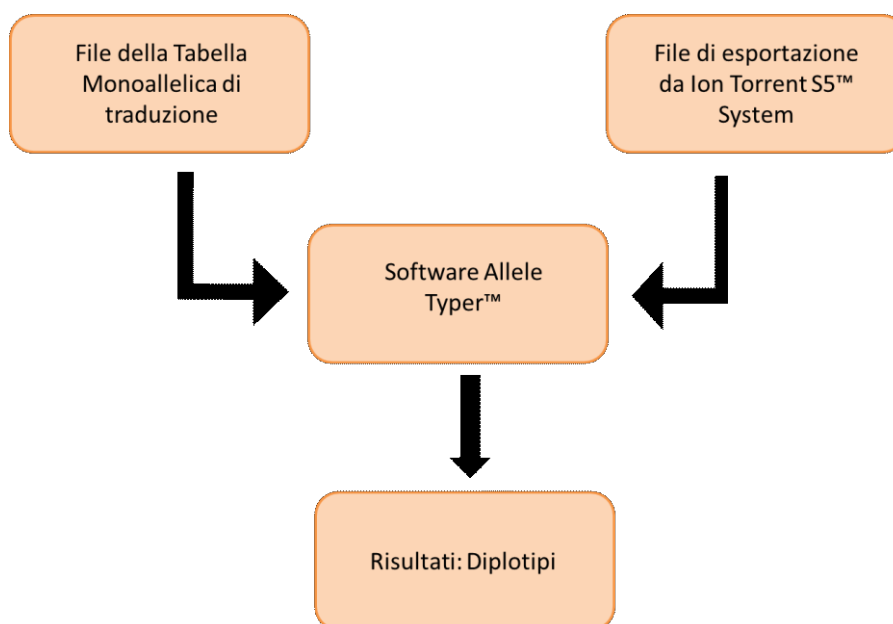 File della Tabella
Monoallelica di
traduzione
File di esportazione
da Ion Torrent S5™
System
Software Allele
Typer™
Risultati: Diplotipi